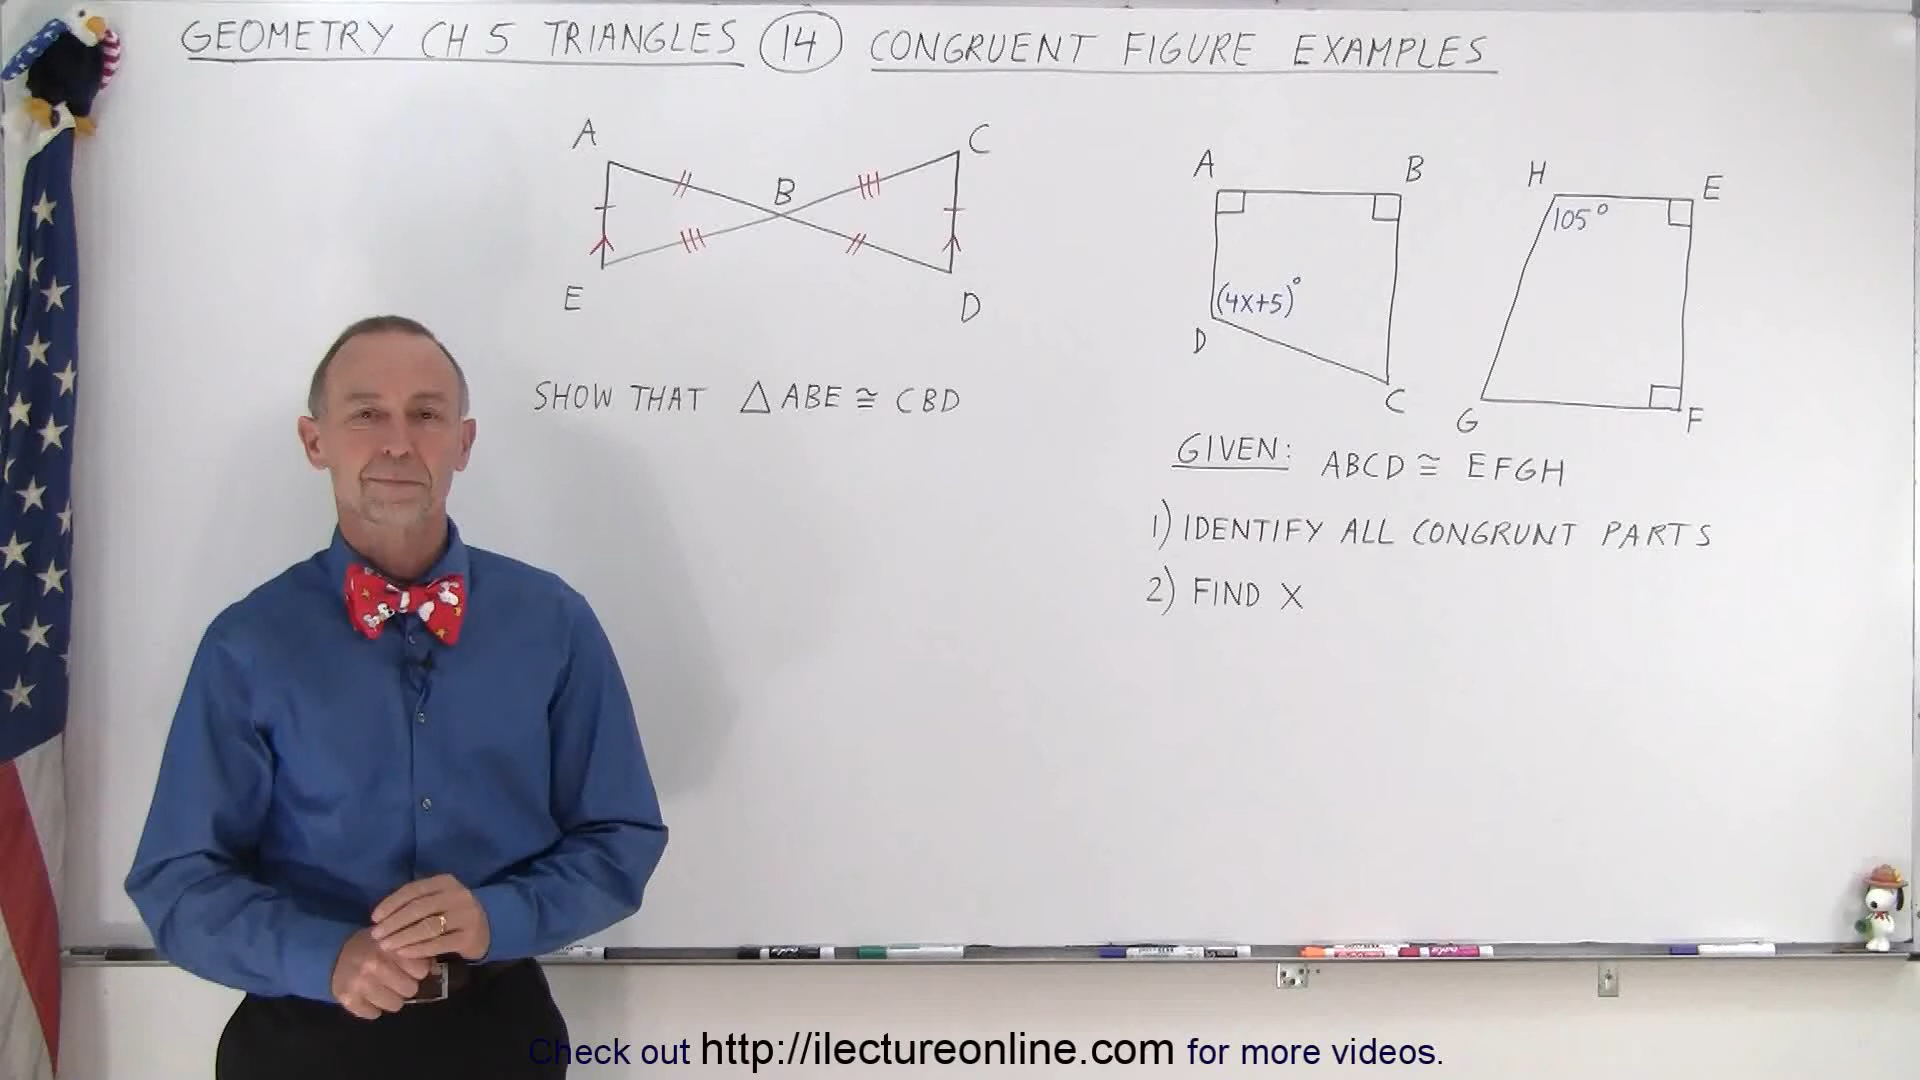 GEOMETRY CH 5 TRIANGLES 14 CONGRUENT FIGURE EXAMPLES
A
C
B
E
D
SHOW THAT △ ABE ≅ CBD
A
B
(4x+5)°
D
C
H
E
105°
G
F
GIVEN: ABCD ≅ EFGH
1) IDENTIFY ALL CONGRUNT PARTS
2) FIND X
Check out http://ilectureonline.com for more videos.